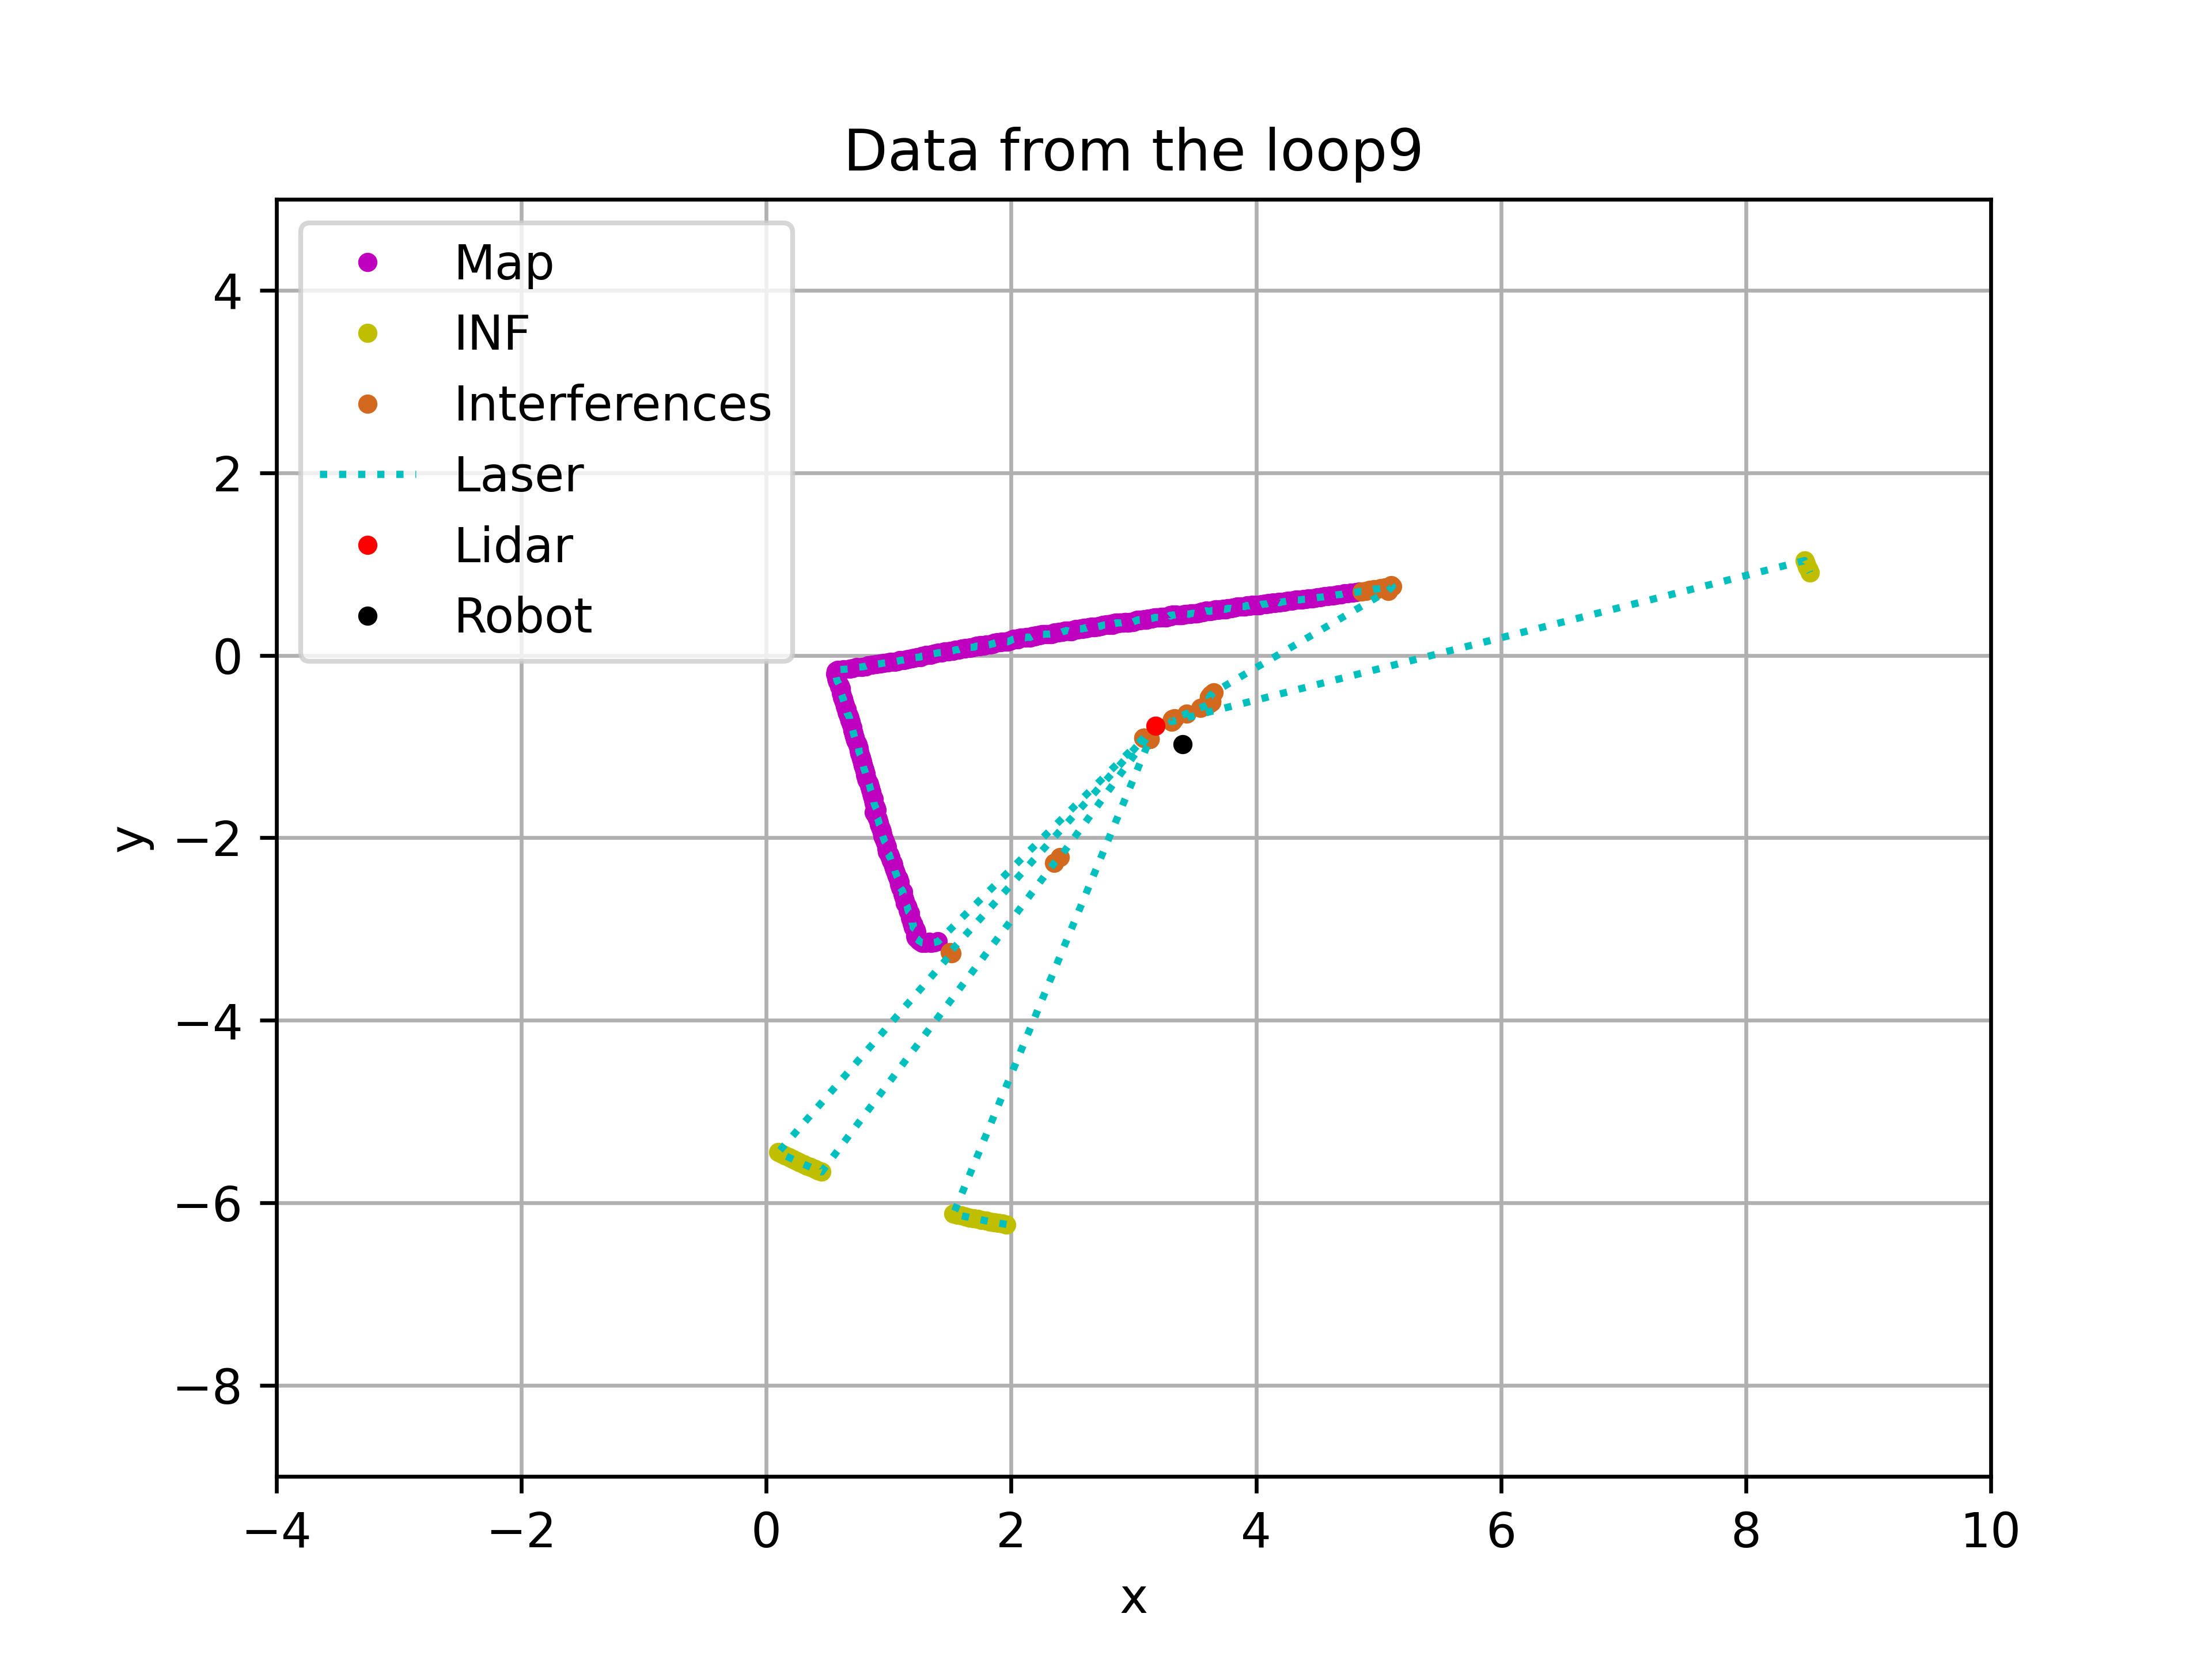 Data from the loop9
Map
INF
Interferences
Laser
Lidar
Robot
4
2
0
−2
−4
−6
−8
y
−4 −2 0 2 4 6 8 10
x